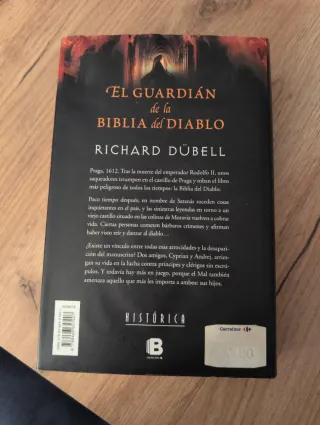 EL GUARDIÁN
de la
BIBLIA del DIABLO
RICHARD DÜBELL
Praga, 1612. Tras la muerte del emperador Rodolfo II, unos
usurpadores irrumpen en el castillo de Praga y roban el libro
más peligroso de todos los tiempos: la Biblia del Diablo.
Poco tiempo después, en nombre de Satanás suceden cosas
inquietantes en el país, y las siniestras leyendas en torno a un
viejo castillo situado en las colinas de Moravia vuelven a cobrar
vida. Ciertas personas cometen bárbaros crímenes y afirman
haber visto reír y danzar al diablo…
¿Existe un vínculo entre todas esas atrocidades y la desapari-
ción del manuscrito? Dos amigos, Cyprian y Andrej, arries-
gan su vida en la lucha contra príncipes y clérigos sin escrú-
pulos. Y todavía hay más en juego, porque el Mal también
amenaza aquello que más les importa a ambos: sus hijos.
HISTÓRICA
B
Carrefour